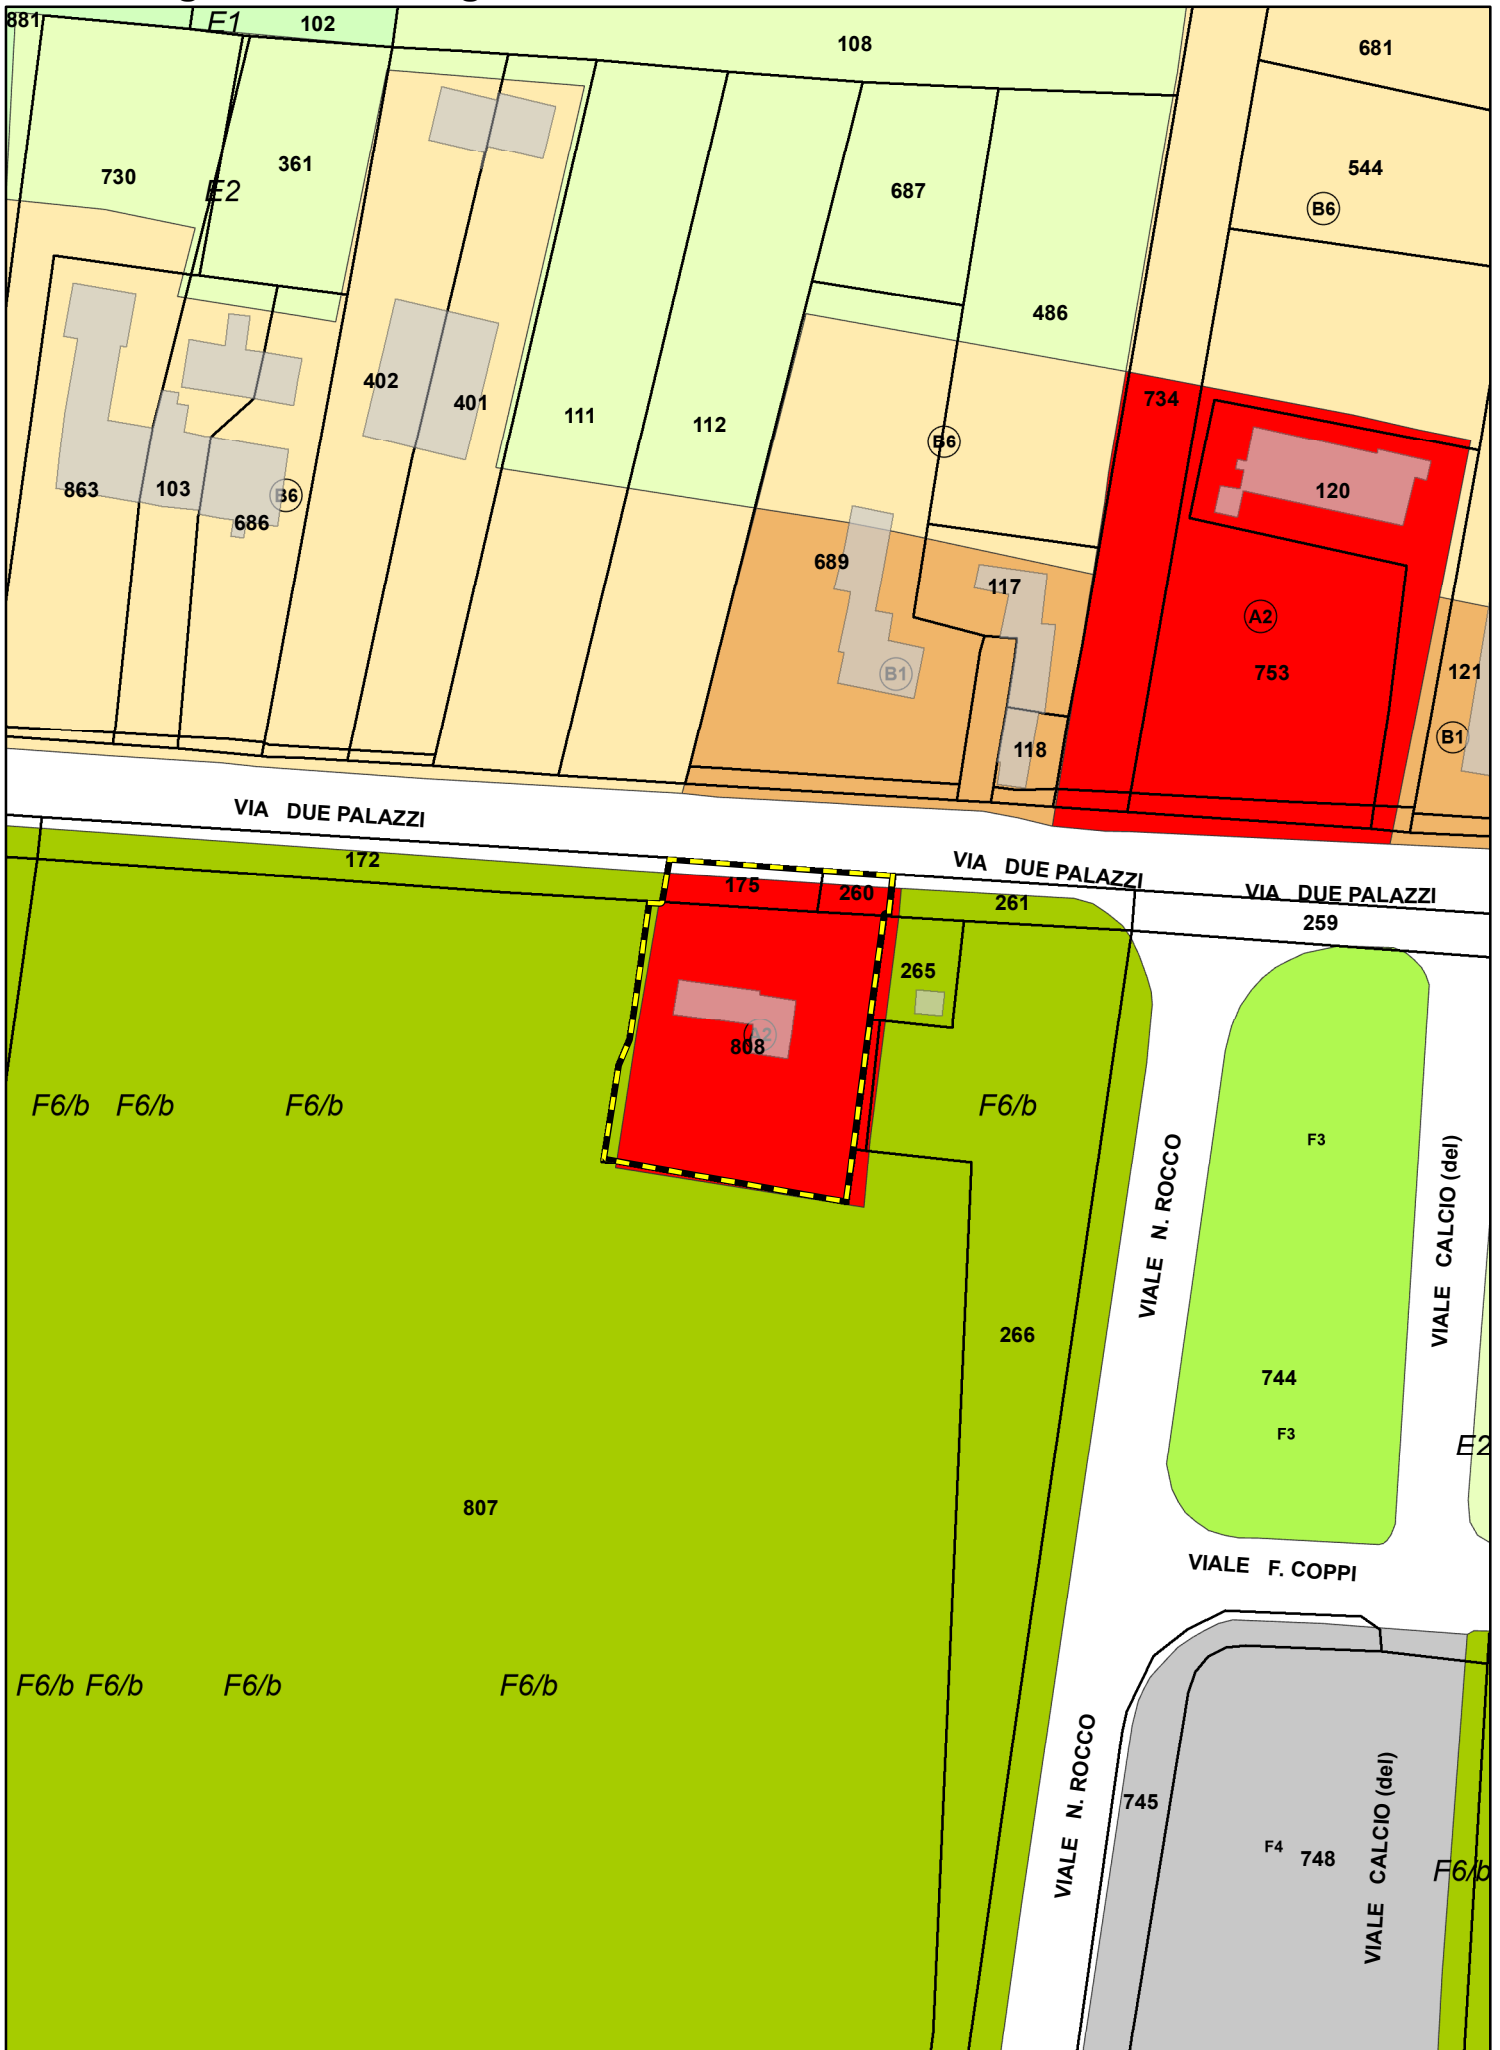 881
E1
102
108
681
730
361
E2
687
544
B6
486
402
401
111
112
B6
734
863
103
B6
686
120
689
117
A2
753
121
B1
118
B1
VIA DUE PALAZZI
172
VIA DUE PALAZZI
VIA DUE PALAZZI
175
260
261
259
265
A2
808
F6/b
F6/b
F6/b
F6/b
F3
VIALE N. ROCCO
VIALE CALCIO (del)
266
744
F3
E2
807
VIALE F. COPPI
F6/b
F6/b
F6/b
F6/b
VIALE N. ROCCO
745
F4
748
VIALE CALCIO (del)
F6/b